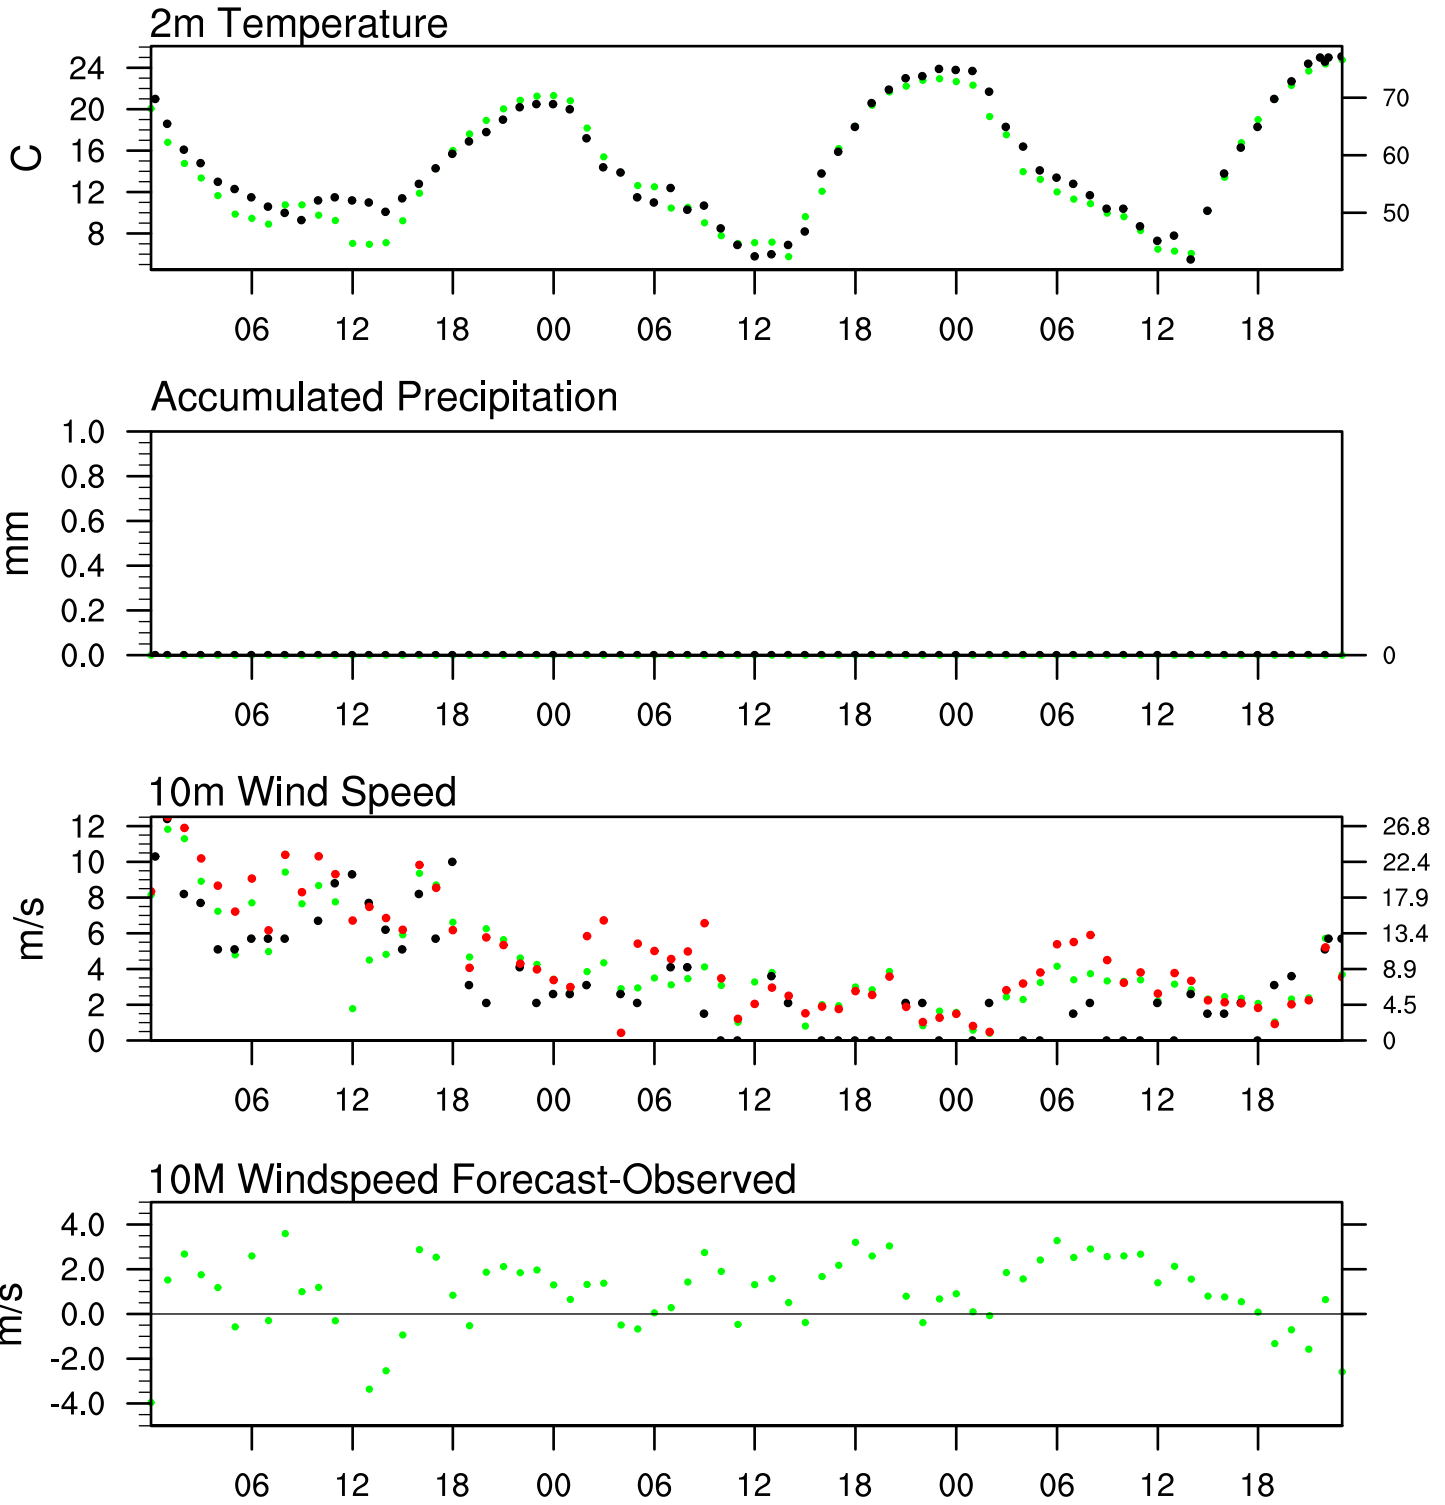 2m Temperature
24
20
16
12
8
C
70
60
50
06 12 18 00 06 12 18 00 06 12 18
Accumulated Precipitation
1.0
0.8
0.6
0.4
0.2
0.0
mm
0
06 12 18 00 06 12 18 00 06 12 18
10m Wind Speed
12
10
8
6
4
2
0
m/s
26.8
22.4
17.9
13.4
8.9
4.5
0
06 12 18 00 06 12 18 00 06 12 18
10M Windspeed Forecast-Observed
4.0
2.0
0.0
-2.0
-4.0
m/s
06 12 18 00 06 12 18 00 06 12 18